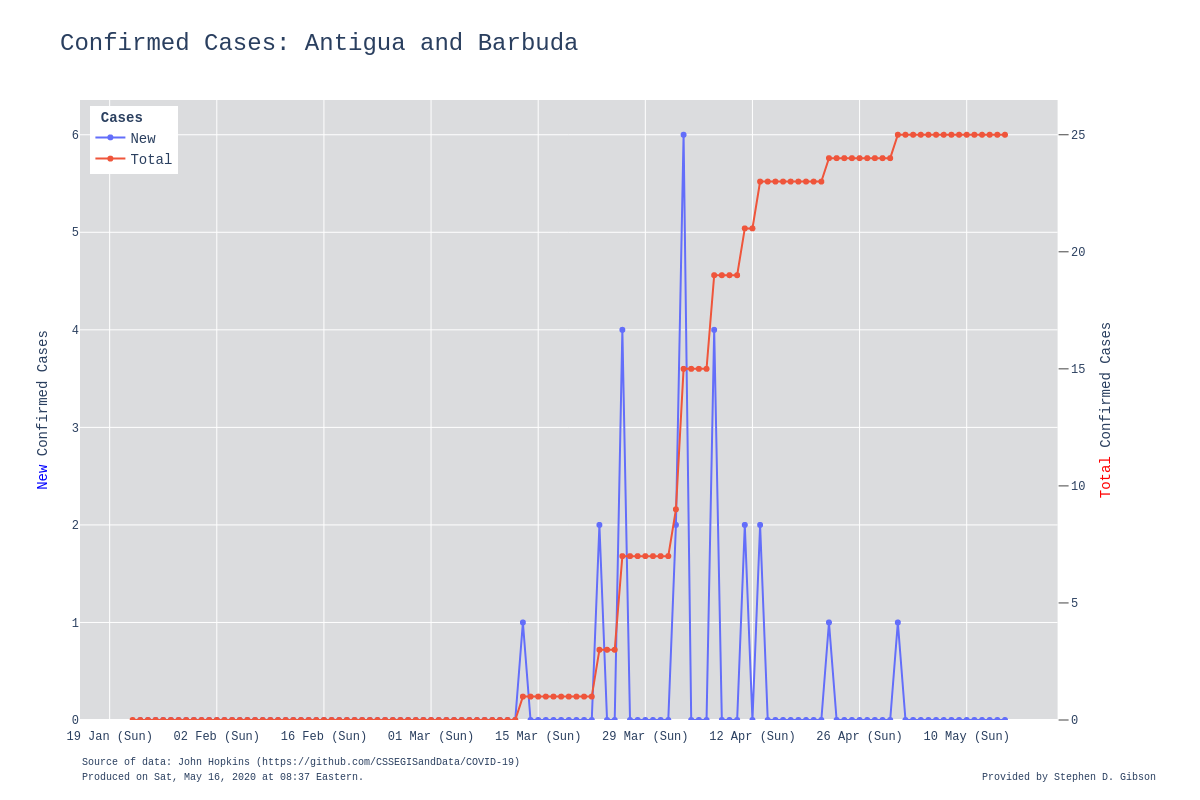 Confirmed Cases: Antigua and Barbuda
Cases
New
Total
6
5
4
3
2
1
0
New Confirmed Cases
25
20
15
10
5
0
Total Confirmed Cases
19 Jan (Sun) 02 Feb (Sun) 16 Feb (Sun) 01 Mar (Sun) 15 Mar (Sun) 29 Mar (Sun) 12 Apr (Sun) 26 Apr (Sun) 10 May (Sun)
Source of data: John Hopkins (https://github.com/CSSEGISandData/COVID-19)
Produced on Sat, May 16, 2020 at 08:37 Eastern.
Provided by Stephen D. Gibson